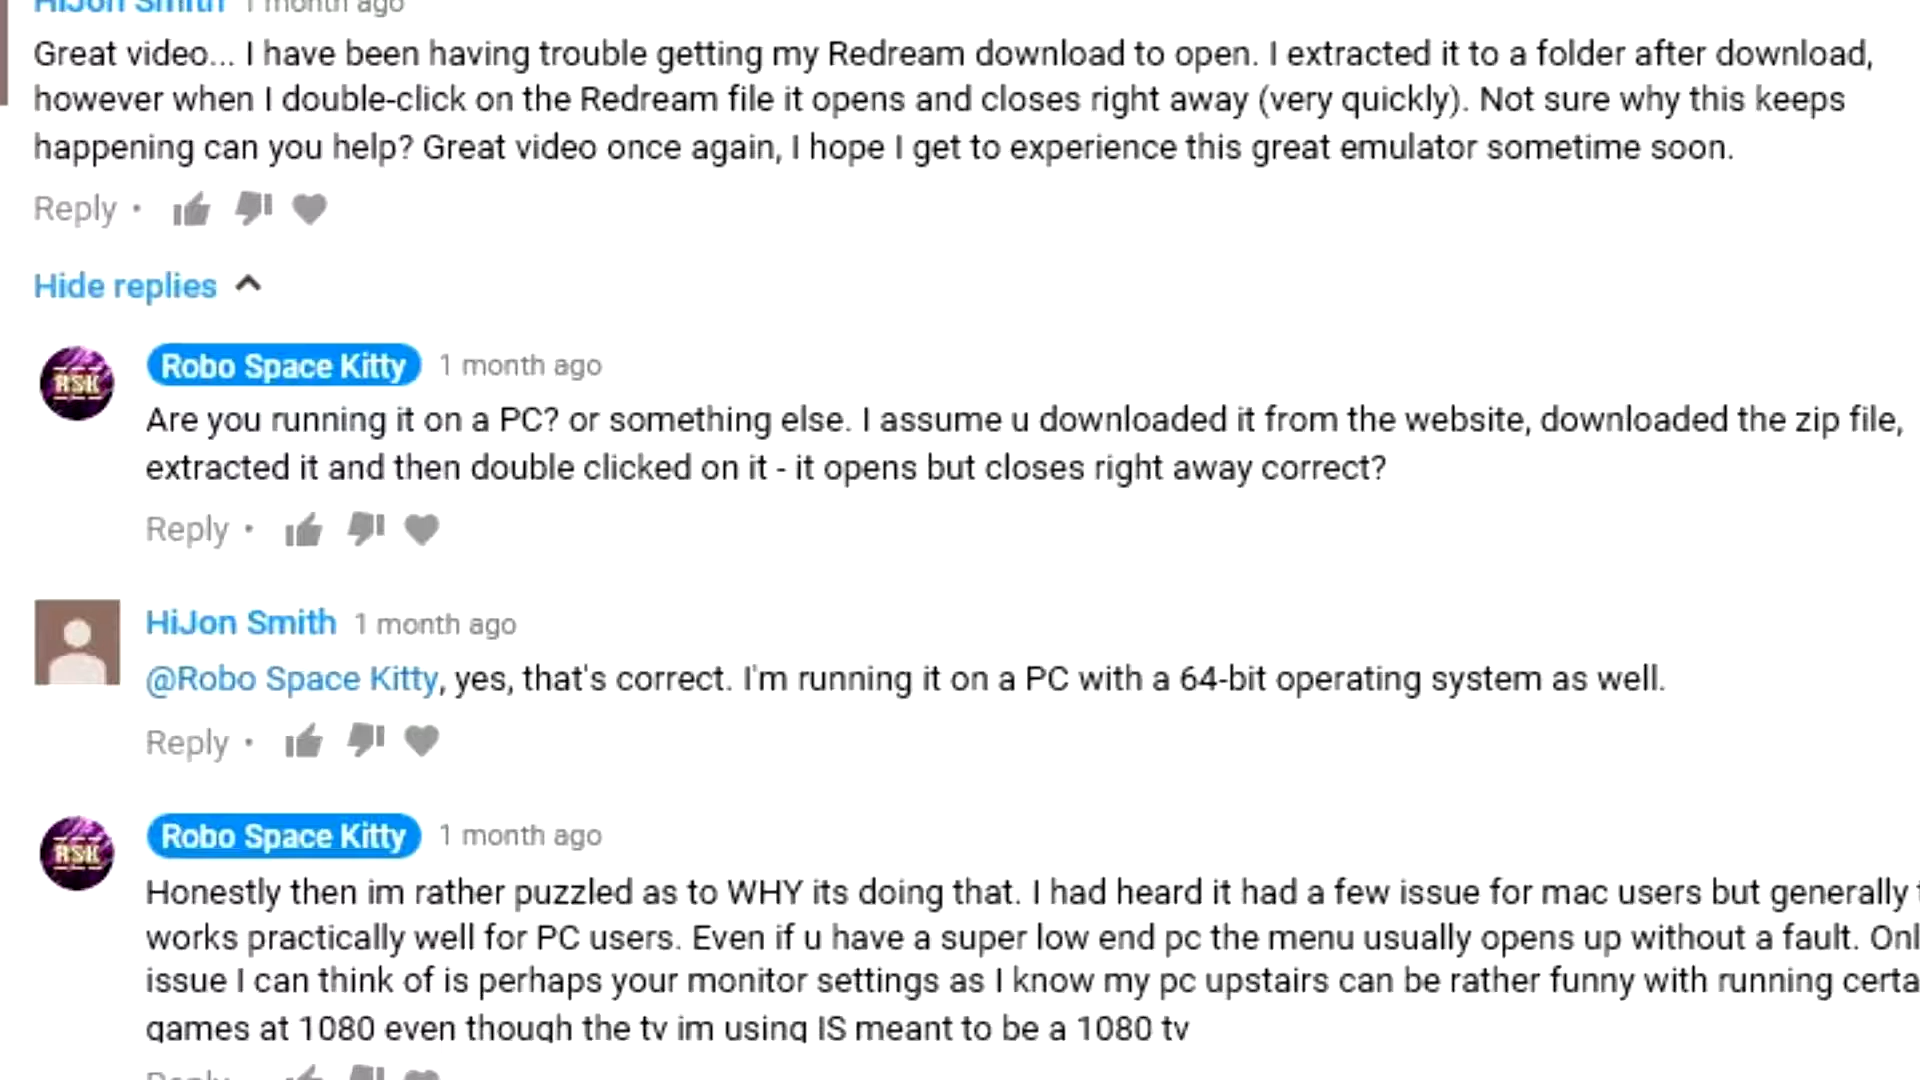 HiJon Smith 1 month ago
Great video... I have been having trouble getting my Redream download to open. I extracted it to a folder after download,
however when I double-click on the Redream file it opens and closes right away (very quickly). Not sure why this keeps
happening can you help? Great video once again, I hope I get to experience this great emulator sometime soon.
Reply •
Hide replies
Robo Space Kitty 1 month ago
RSK
Are you running it on a PC? or something else. I assume u downloaded it from the website, downloaded the zip file,
extracted it and then double clicked on it - it opens but closes right away correct?
Reply •
HiJon Smith 1 month ago
@Robo Space Kitty, yes, that's correct. I'm running it on a PC with a 64-bit operating system as well.
Reply •
Robo Space Kitty 1 month ago
RSK
Honestly then im rather puzzled as to WHY its doing that. I had heard it had a few issue for mac users but generally
works practically well for PC users. Even if u have a super low end pc the menu usually opens up without a fault. Onl
issue I can think of is perhaps your monitor settings as I know my pc upstairs can be rather funny with running certa
games at 1080 even though the tv im using IS meant to be a 1080 tv
Reply